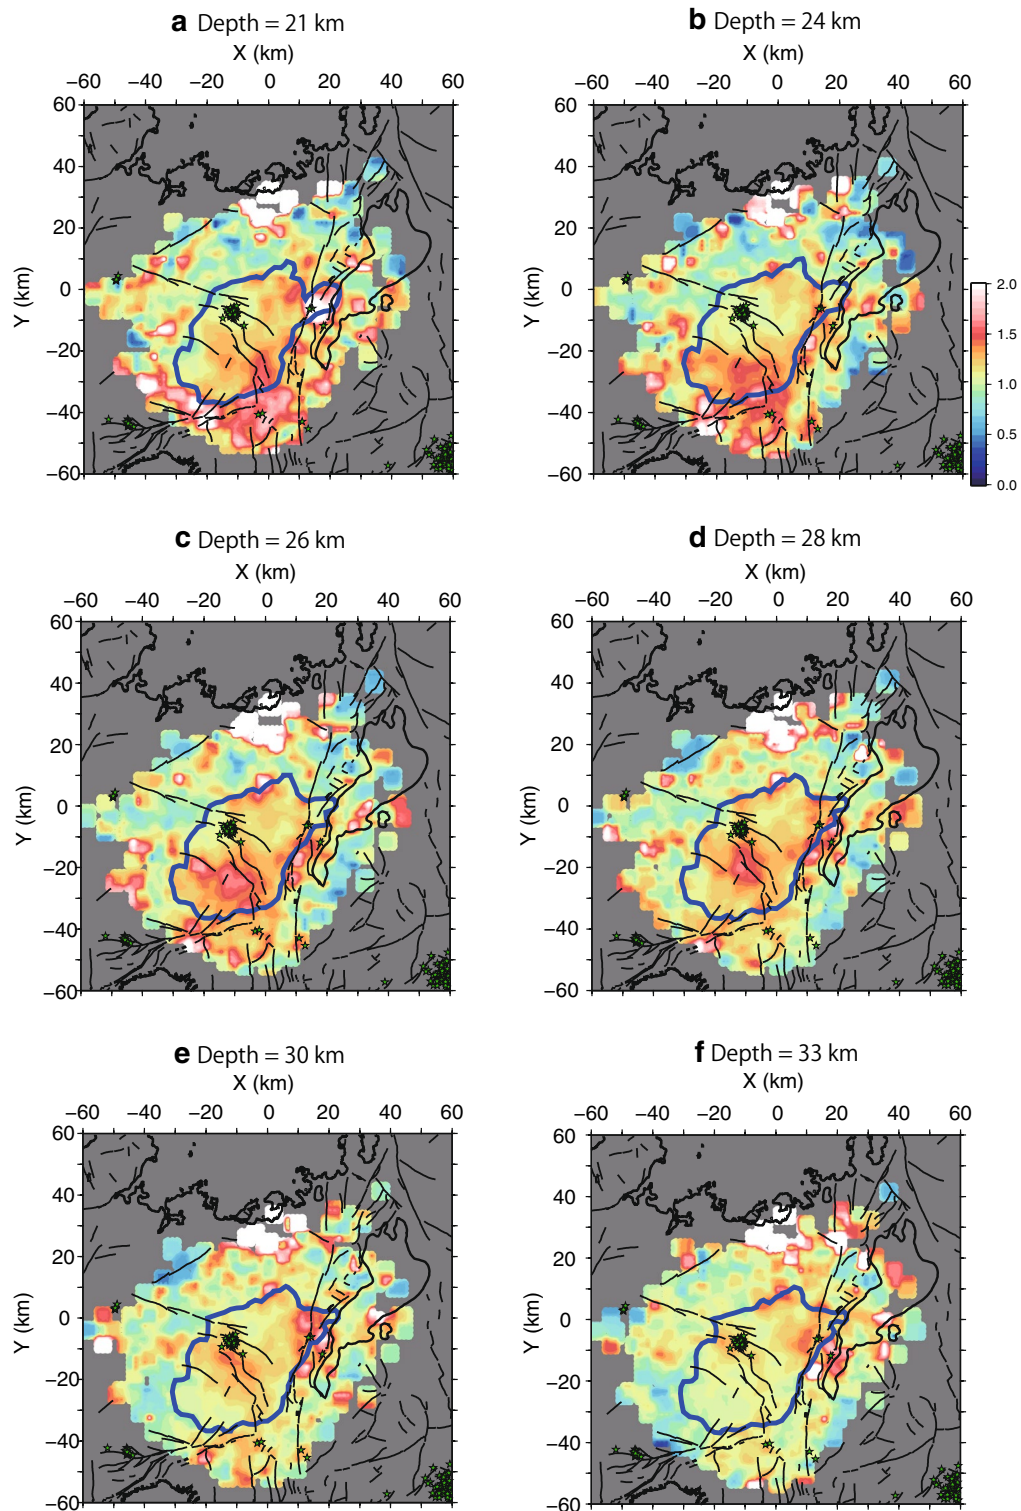 a Depth = 21 km
X (km)
−60 −40 −20 0 20 40 60
60
40
20
0
−20
−40
−60
Y (km)
b Depth = 24 km
X (km)
−60 −40 −20 0 20 40 60
60
40
20
0
−20
−40
−60
Y (km)
2.0
1.5
1.0
0.5
0.0
c Depth = 26 km
X (km)
−60 −40 −20 0 20 40 60
60
40
20
0
−20
−40
−60
Y (km)
d Depth = 28 km
X (km)
−60 −40 −20 0 20 40 60
60
40
20
0
−20
−40
−60
Y (km)
e Depth = 30 km
X (km)
−60 −40 −20 0 20 40 60
60
40
20
0
−20
−40
−60
Y (km)
f Depth = 33 km
X (km)
−60 −40 −20 0 20 40 60
60
40
20
0
−20
−40
−60
Y (km)